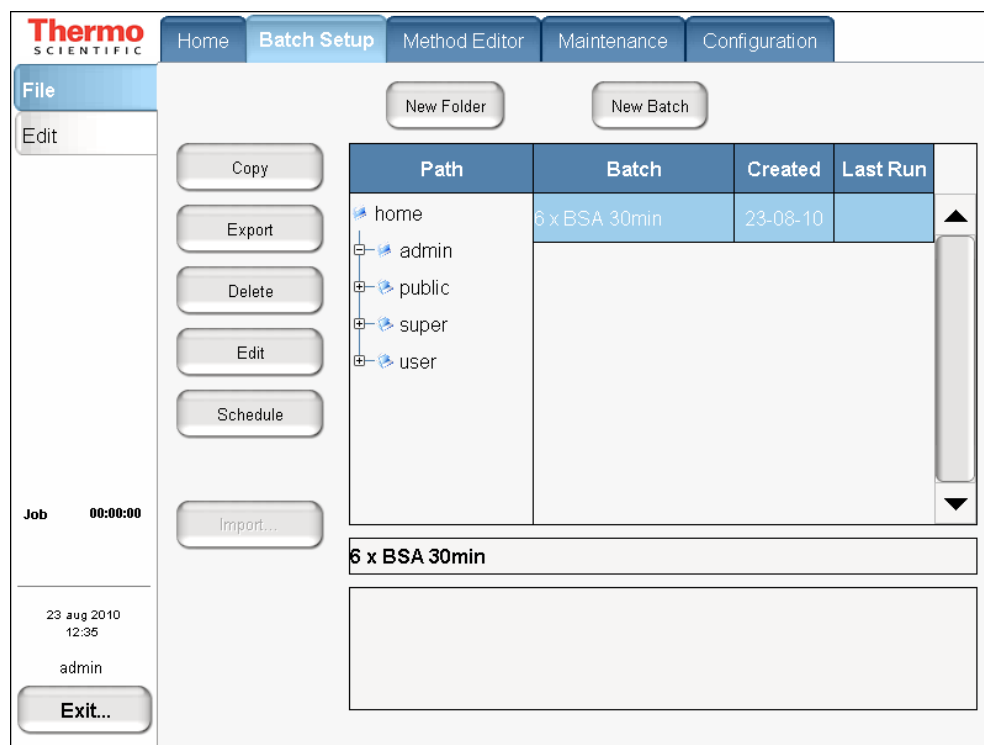 Thermo
SCIENTIFIC
Home Batch Setup Method Editor Maintenance Configuration
File
Edit
New Folder New Batch
Copy
Export
Delete
Edit
Schedule
Import...
Path Batch Created Last Run
home
admin
public
super
user
6 x BSA 30min 23-08-10
6 x BSA 30min
Job 00:00:00
23 aug 2010
12:35
admin
Exit...